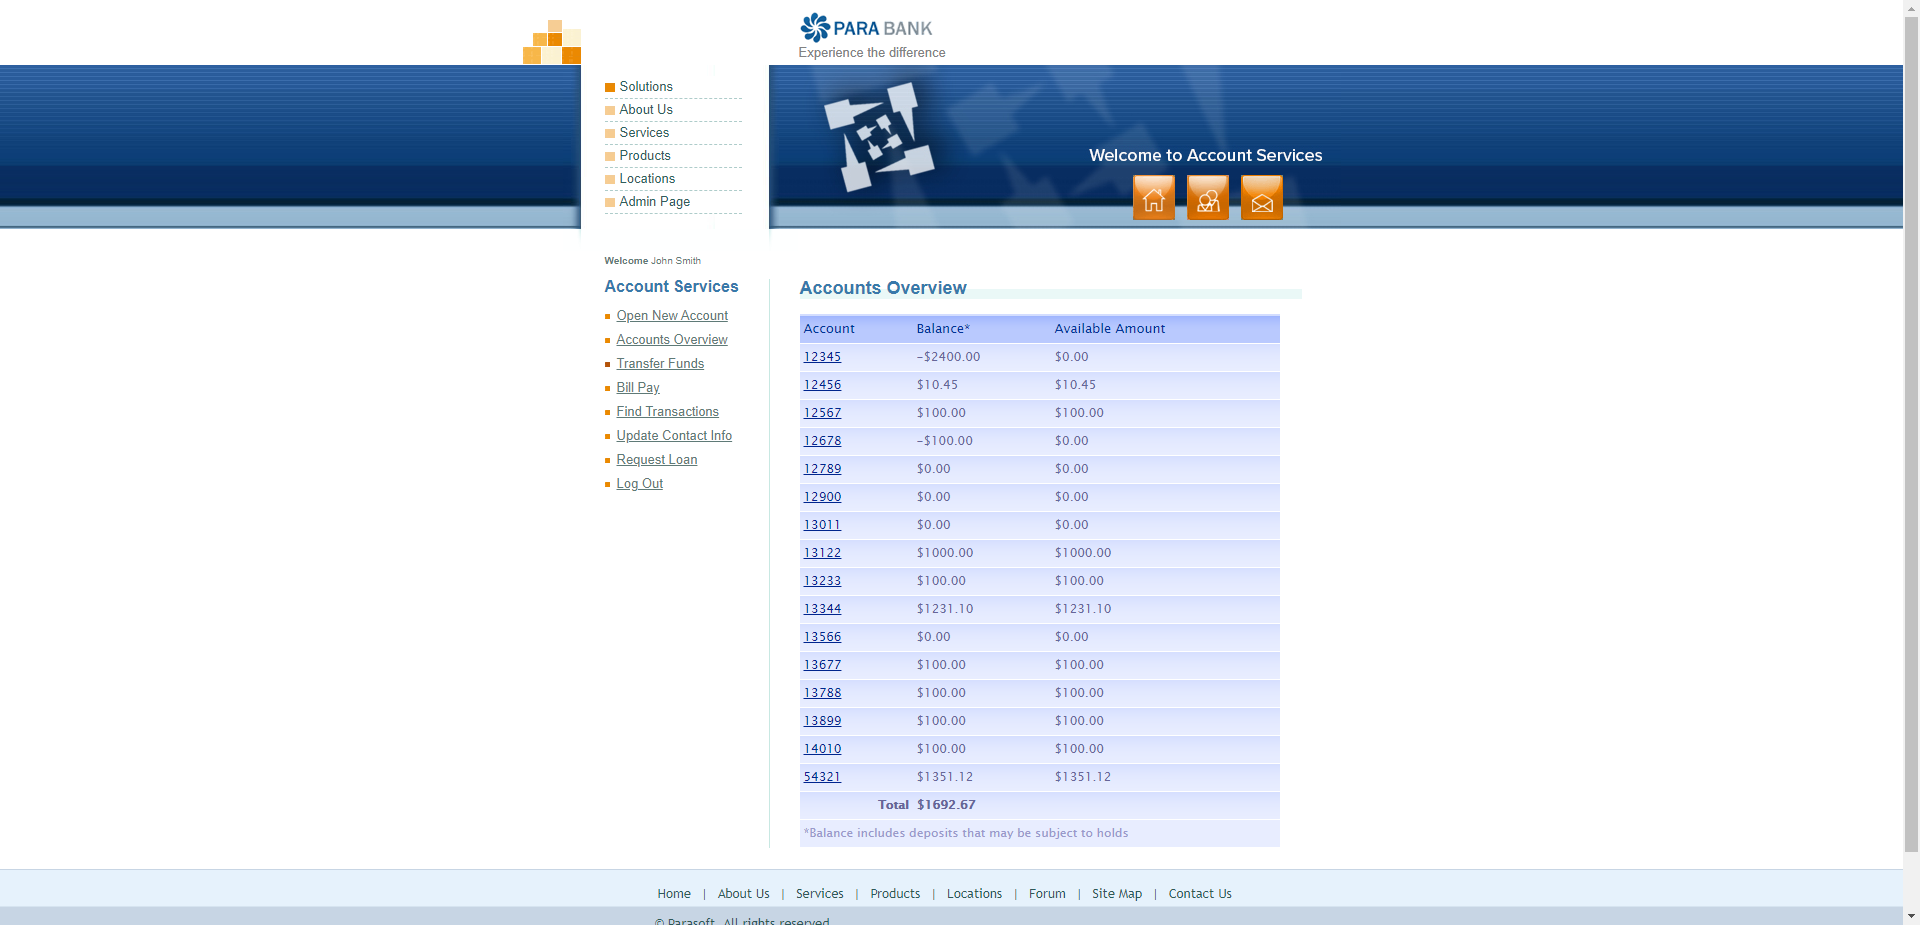 PARA BANK
Experience the difference
Solutions
About Us
Services
Products
Locations
Admin Page
Welcome to Account Services
Welcome John Smith
Account Services
Open New Account
Accounts Overview
Transfer Funds
Bill Pay
Find Transactions
Update Contact Info
Request Loan
Log Out
Accounts Overview
Account Balance* Available Amount
12345 -$2400.00 $0.00
12456 $10.45 $10.45
12567 $100.00 $100.00
12678 -$100.00 $0.00
12789 $0.00 $0.00
12900 $0.00 $0.00
13011 $0.00 $0.00
13122 $1000.00 $1000.00
13233 $100.00 $100.00
13344 $1231.10 $1231.10
13566 $0.00 $0.00
13677 $100.00 $100.00
13788 $100.00 $100.00
13899 $100.00 $100.00
14010 $100.00 $100.00
54321 $1351.12 $1351.12
Total $1692.67
*Balance includes deposits that may be subject to holds
Home | About Us | Services | Products | Locations | Forum | Site Map | Contact Us
© Parasoft. All rights reserved.